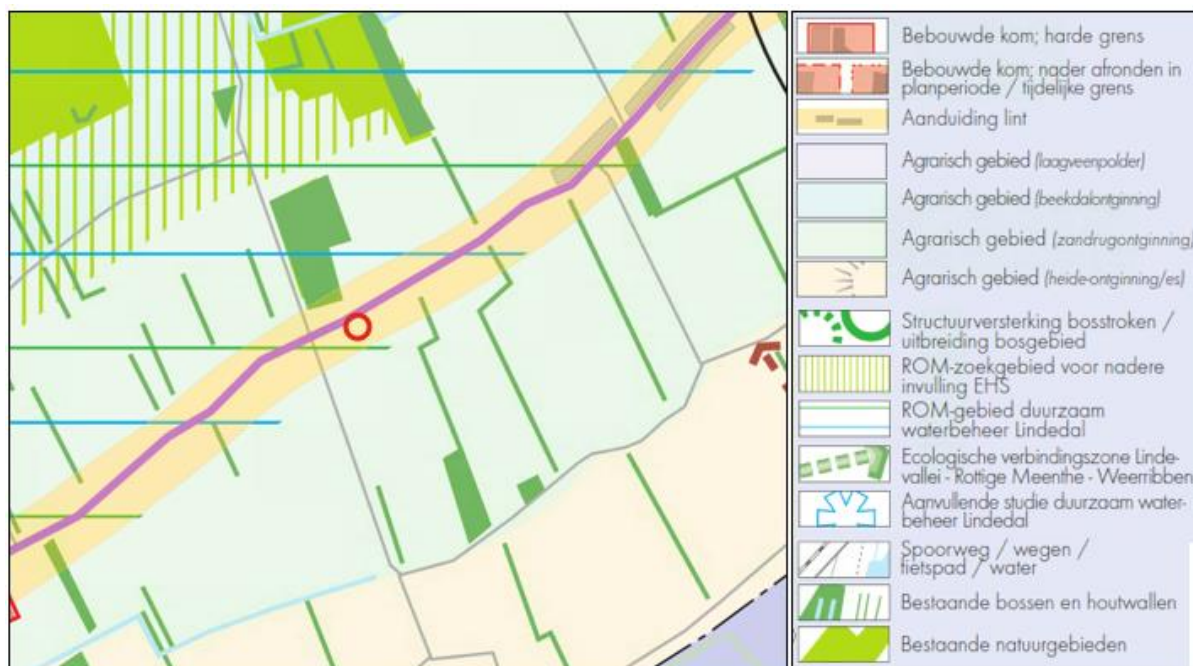 Bebouwde kom; harde grens
Bebouwde kom; nader afronden in
planperiode / tijdelijke grens
Aanduiding lint
Agrarisch gebied (laagveenpolder)
Agrarisch gebied (beekdalontginning)
Agrarisch gebied (zandrugontginning)
Agrarisch gebied (heide-ontginning/es)
Structuurversterking bosstroken /
uitbreiding bosgebied
ROM-zoekgebied voor nadere
invulling EHS
ROM-gebied duurzaam
waterbeheer Lindedal
Ecologische verbindingszone Linde-
vallei - Rottige Meenthe - Weerribben
Aanvullende studie duurzaam water-
beheer Lindedal
Spoorweg / wegen /
fietspad / water
Bestaande bossen en houtwallen
Bestaande natuurgebieden